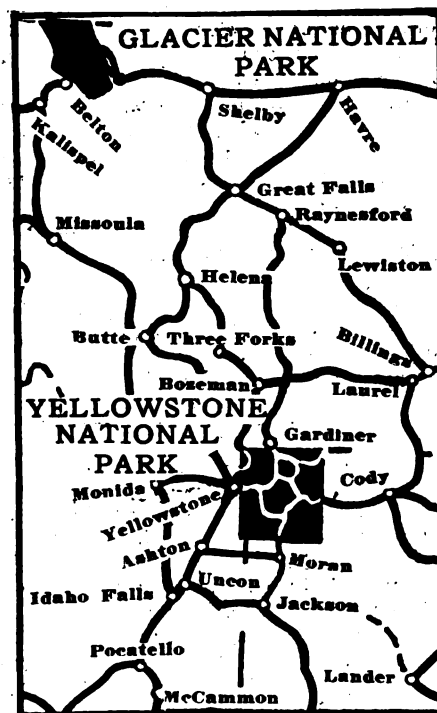 GLACIER NATIONAL
PARK
Belton
Kalispel
Shelby
Havre
Great Falls
Raynesford
Missoula
Lewiston
Helena
Butte
Three Forks
Billings
Bozeman
Laurel
YELLOWSTONE
NATIONAL
PARK
Gardiner
Monida
Yellowstone
Cody
Ashton
Moran
Uncon
Idaho Falls
Jackson
Pocatello
Lander
McCammon